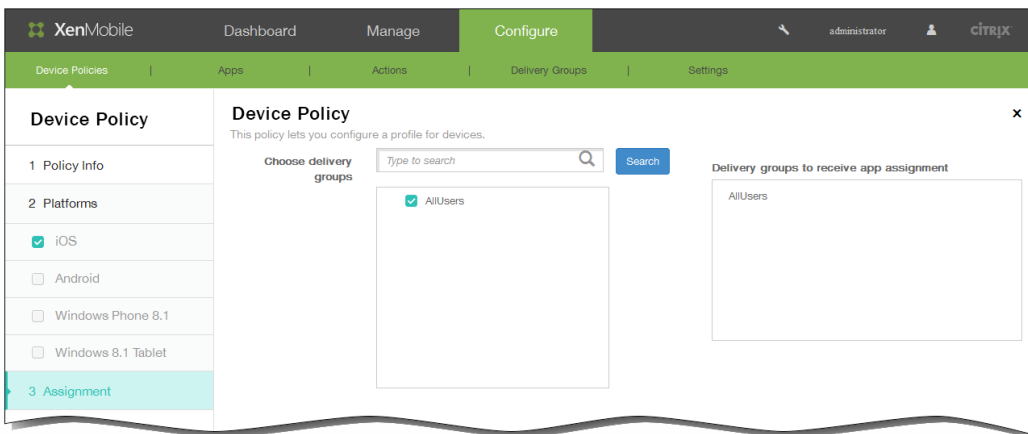 XenMobile Dashboard Manage Configure administrator CİTRIX
Device Policies | Apps | Actions | Delivery Groups | Settings
Device Policy
1 Policy Info
2 Platforms
iOS
Android
Windows Phone 8.1
Windows 8.1 Tablet
3 Assignment
Device Policy x
This policy lets you configure a profile for devices.
Choose delivery
groups
Type to search
Search
AllUsers
Delivery groups to receive app assignment
AllUsers